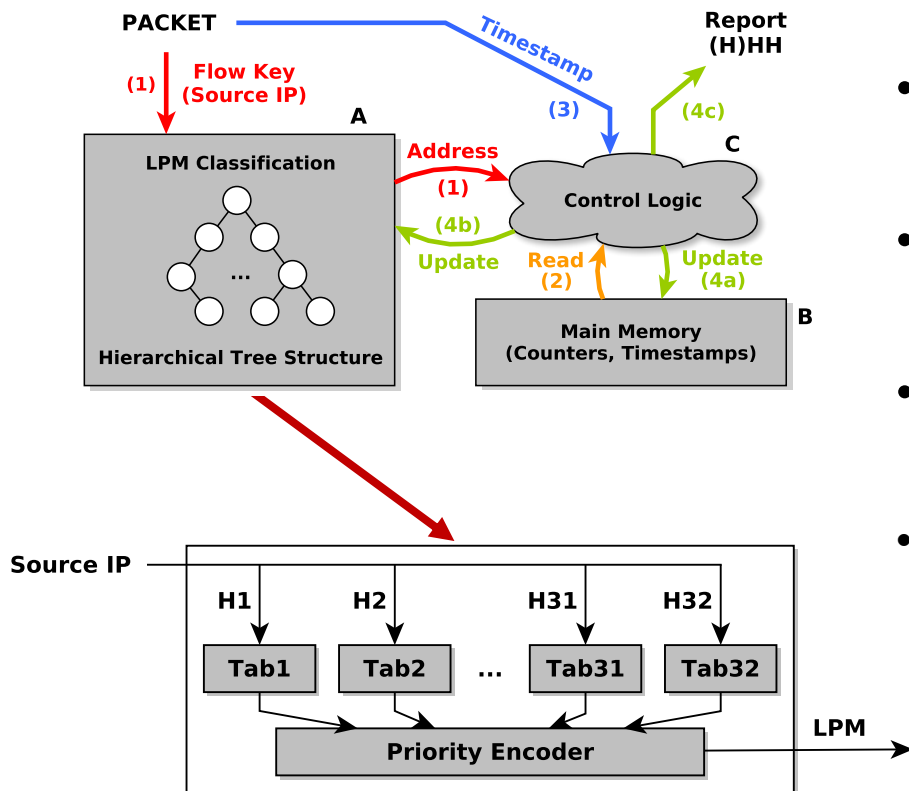 PACKET
Report
(H)HH
Timestamp
(1)
Flow Key
(Source IP)
(3)
(4c)
A
C
LPM Classification
Address
(1)
Control Logic
(4b)
Update
Read
(2)
Update
(4a)
...
Hierarchical Tree Structure
B
Main Memory
(Counters, Timestamps)
Source IP
H1
H2
H31
H32
Tab1
Tab2
...
Tab31
Tab32
Priority Encoder
LPM